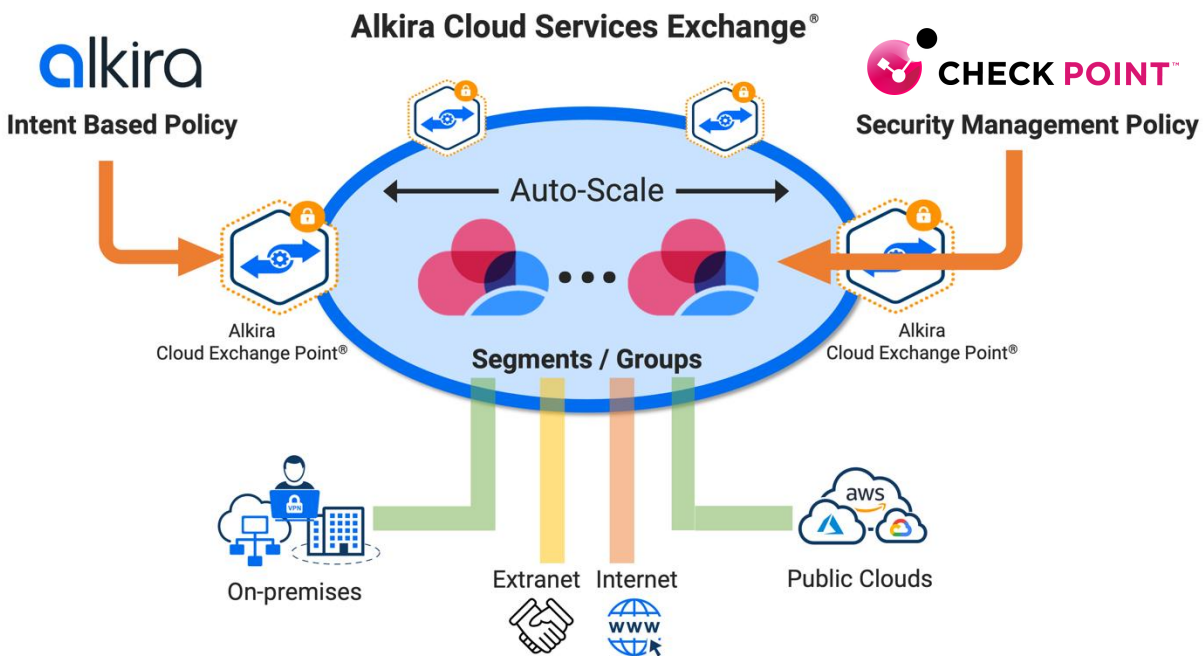 Alkira Cloud Services Exchange®
alkira
CHECK POINT™
Intent Based Policy
Security Management Policy
Auto-Scale
Alkira
Cloud Exchange Point®
Alkira
Cloud Exchange Point®
Segments / Groups
VPN
aws
On-premises
Extranet
Internet
Public Clouds
www